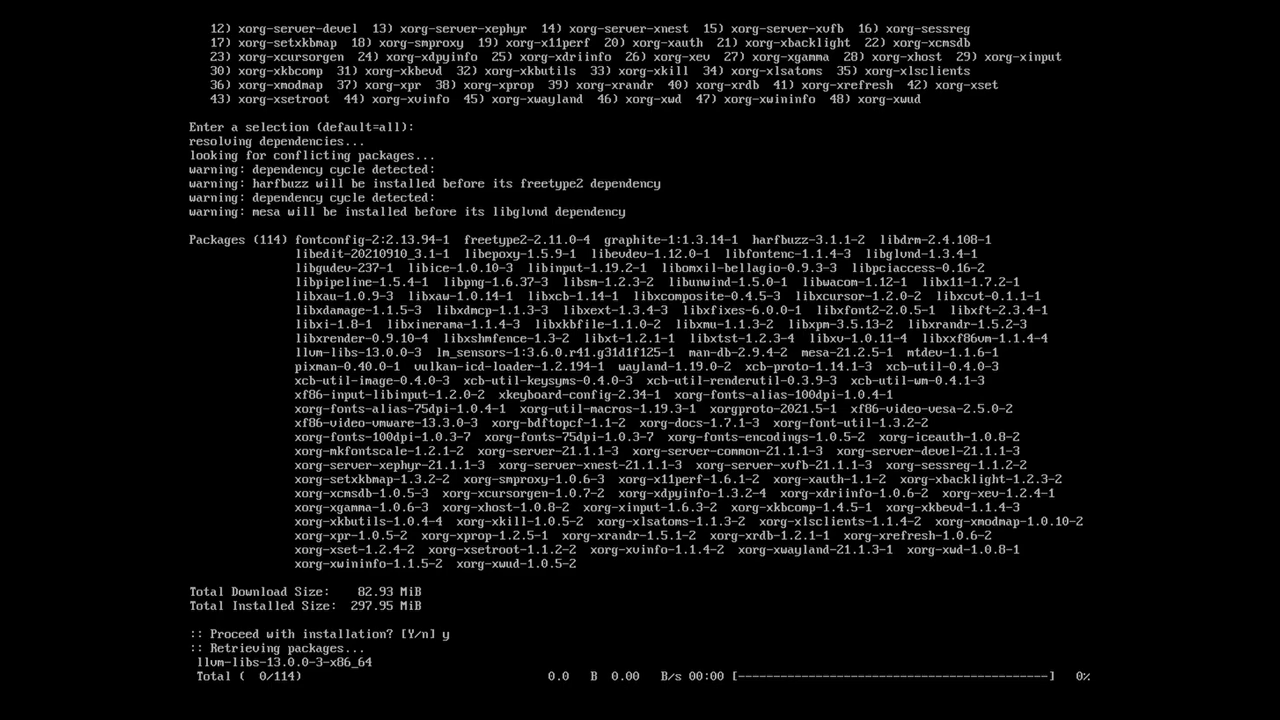 12) xorg-server-devel  13) xorg-server-xephyr  14) xorg-server-xnest  15) xorg-server-xvfb  16) xorg-sessreg
17) xorg-setxkbmap  18) xorg-smproxy  19) xorg-x11perf  20) xorg-xauth  21) xorg-xbacklight  22) xorg-xcmsdb
23) xorg-xcursorgen  24) xorg-xdpyinfo  25) xorg-xdriinfo  26) xorg-xev  27) xorg-xgamma  28) xorg-xhost  29) xorg-xinput
30) xorg-xkbcomp  31) xorg-xkbevd  32) xorg-xkbutils  33) xorg-xkill  34) xorg-xlsatoms  35) xorg-xlsclients
36) xorg-xmodmap  37) xorg-xpr  38) xorg-xprop  39) xorg-xrandr  40) xorg-xrdb  41) xorg-xrefresh  42) xorg-xset
43) xorg-xsetroot  44) xorg-xvinfo  45) xorg-xwayland  46) xorg-xwd  47) xorg-xwininfo  48) xorg-xwud
Enter a selection (default=all):
resolving dependencies...
looking for conflicting packages...
warning: dependency cycle detected:
warning: harfbuzz will be installed before its freetype2 dependency
warning: dependency cycle detected:
warning: mesa will be installed before its libglvnd dependency
Packages (114) fontconfig-2:2.13.94-1  freetype2-2.11.0-4  graphite-1:1.3.14-1  harfbuzz-3.1.1-2  libdrm-2.4.108-1
libedit-20210910_3.1-1  libepoxy-1.5.9-1  libevdev-1.12.0-1  libfontenc-1.1.4-3  libglvnd-1.3.4-1
libgudev-237-1  libice-1.0.10-3  libinput-1.19.2-1  libomxil-bellagio-0.9.3-3  libpciaccess-0.16-2
libpipeline-1.5.4-1  libpng-1.6.37-3  libsm-1.2.3-2  libunwind-1.5.0-1  libwacom-1.12-1  libx11-1.7.2-1
libxau-1.0.9-3  libxaw-1.0.14-1  libxcb-1.14-1  libxcomposite-0.4.5-3  libxcursor-1.2.0-2  libxcvt-0.1.1-1
libxdamage-1.1.5-3  libxdmcp-1.1.3-3  libxext-1.3.4-3  libxfixes-6.0.0-1  libxfont2-2.0.5-1  libxft-2.3.4-1
libxi-1.8-1  libxinerama-1.1.4-3  libxkbfile-1.1.0-2  libxmu-1.1.3-2  libxpm-3.5.13-2  libxrandr-1.5.2-3
libxrender-0.9.10-4  libxshmfence-1.3-2  libxt-1.2.1-1  libxtst-1.2.3-4  libxv-1.0.11-4  libxxf86vm-1.1.4-4
llvm-libs-13.0.0-3  lm_sensors-1:3.6.0.r41.g31d1f125-1  man-db-2.9.4-2  mesa-21.2.5-1  mtdev-1.1.6-1
pixman-0.40.0-1  vulkan-icd-loader-1.2.194-1  wayland-1.19.0-2  xcb-proto-1.14.1-3  xcb-util-0.4.0-3
xcb-util-image-0.4.0-3  xcb-util-keysyms-0.4.0-3  xcb-util-renderutil-0.3.9-3  xcb-util-wm-0.4.1-3
xf86-input-libinput-1.2.0-2  xkeyboard-config-2.34-1  xorg-fonts-alias-100dpi-1.0.4-1
xorg-fonts-alias-75dpi-1.0.4-1  xorg-util-macros-1.19.3-1  xorgproto-2021.5-1  xf86-video-vesa-2.5.0-2
xf86-video-vmware-13.3.0-3  xorg-bdftopcf-1.1-2  xorg-docs-1.7.1-3  xorg-font-util-1.3.2-2
xorg-fonts-100dpi-1.0.3-7  xorg-fonts-75dpi-1.0.3-7  xorg-fonts-encodings-1.0.5-2  xorg-iceauth-1.0.8-2
xorg-mkfontscale-1.2.1-2  xorg-server-21.1.1-3  xorg-server-common-21.1.1-3  xorg-server-devel-21.1.1-3
xorg-server-xephyr-21.1.1-3  xorg-server-xnest-21.1.1-3  xorg-server-xvfb-21.1.1-3  xorg-sessreg-1.1.2-2
xorg-setxkbmap-1.3.2-2  xorg-smproxy-1.0.6-3  xorg-x11perf-1.6.1-2  xorg-xauth-1.1-2  xorg-xbacklight-1.2.3-2
xorg-xcmsdb-1.0.5-3  xorg-xcursorgen-1.0.7-2  xorg-xdpyinfo-1.3.2-4  xorg-xdriinfo-1.0.6-2  xorg-xev-1.2.4-1
xorg-xgamma-1.0.6-3  xorg-xhost-1.0.8-2  xorg-xinput-1.6.3-2  xorg-xkbcomp-1.4.5-1  xorg-xkbevd-1.1.4-3
xorg-xkbutils-1.0.4-4  xorg-xkill-1.0.5-2  xorg-xlsatoms-1.1.3-2  xorg-xlsclients-1.1.4-2  xorg-xmodmap-1.0.10-2
xorg-xpr-1.0.5-2  xorg-xprop-1.2.5-1  xorg-xrandr-1.5.1-2  xorg-xrdb-1.2.1-1  xorg-xrefresh-1.0.6-2
xorg-xset-1.2.4-2  xorg-xsetroot-1.1.2-2  xorg-xvinfo-1.1.4-2  xorg-xwayland-21.1.3-1  xorg-xwd-1.0.8-1
xorg-xwininfo-1.1.5-2  xorg-xwud-1.0.5-2
Total Download Size:    82.93 MiB
Total Installed Size:  297.95 MiB
:: Proceed with installation? [Y/n] y
:: Retrieving packages...
llvm-libs-13.0.0-3-x86_64
Total (  0/114)  0.0   B  0.00   B/s 00:00 [--------------------------------------------]   0%